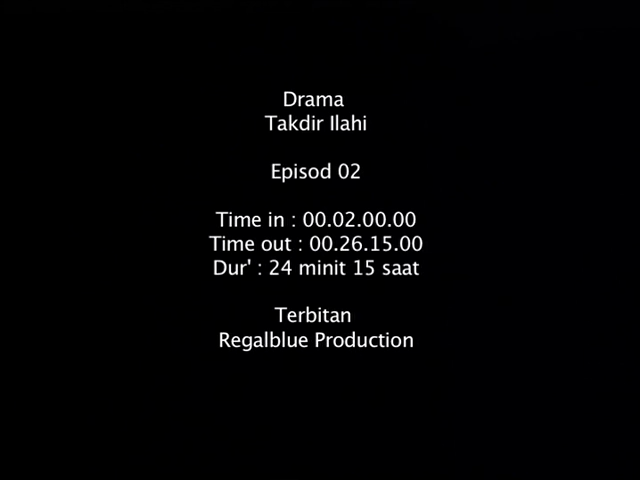 Drama
Takdir Ilahi
Episod 02
Time in : 00.02.00.00
Time out : 00.26.15.00
Dur' : 24 minit 15 saat
Terbitan
Regalblue Production